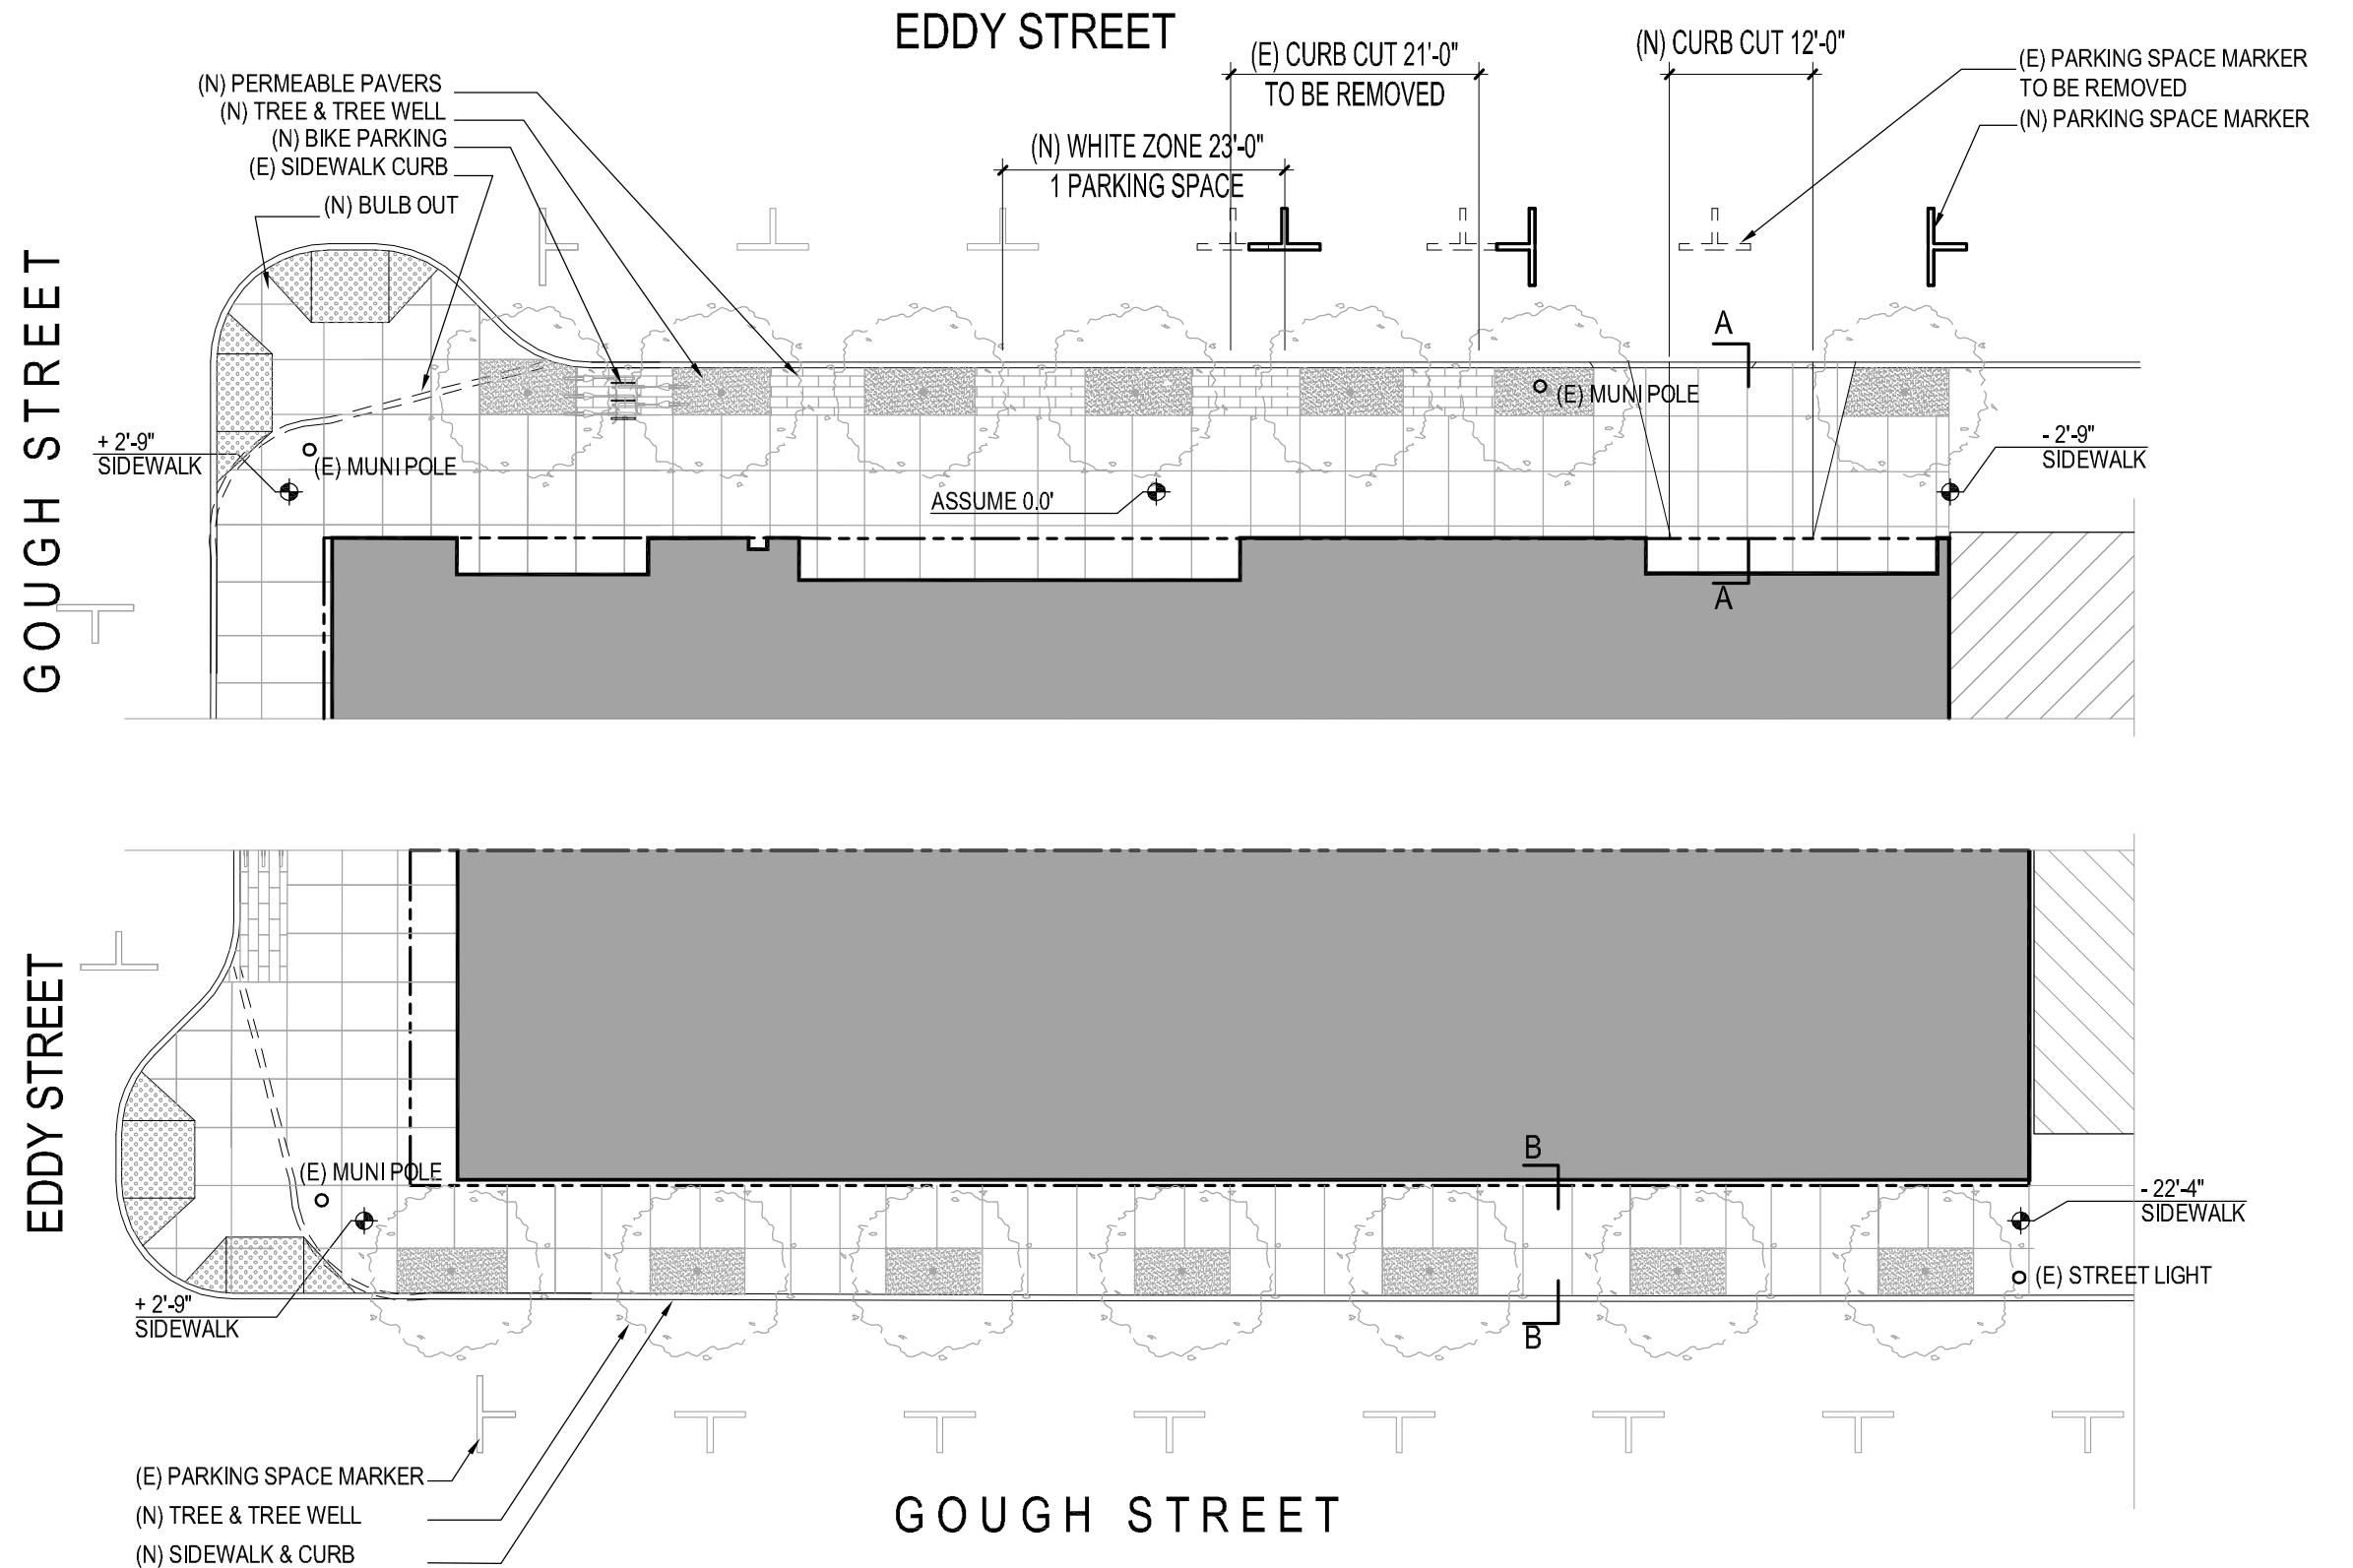 EDDY STREET
(E) CURB CUT 21'-0"
TO BE REMOVED
(N) CURB CUT 12'-0"
(E) PARKING SPACE MARKER
TO BE REMOVED
(N) PARKING SPACE MARKER
(N) PERMEABLE PAVERS
(N) TREE & TREE WELL
(N) BIKE PARKING
(E) SIDEWALK CURB
(N) BULB OUT
(N) WHITE ZONE 23'-0"
1 PARKING SPACE
GOUGH STREET
A
(E) MUNI POLE
+ 2'-9"
SIDEWALK
(E) MUNI POLE
ASSUME 0.0'
- 2'-9"
SIDEWALK
A
EDDY STREET
(E) MUNI POLE
B
- 22'-4"
SIDEWALK
(E) STREET LIGHT
+ 2'-9"
SIDEWALK
B
(E) PARKING SPACE MARKER
(N) TREE & TREE WELL
(N) SIDEWALK & CURB
GOUGH STREET